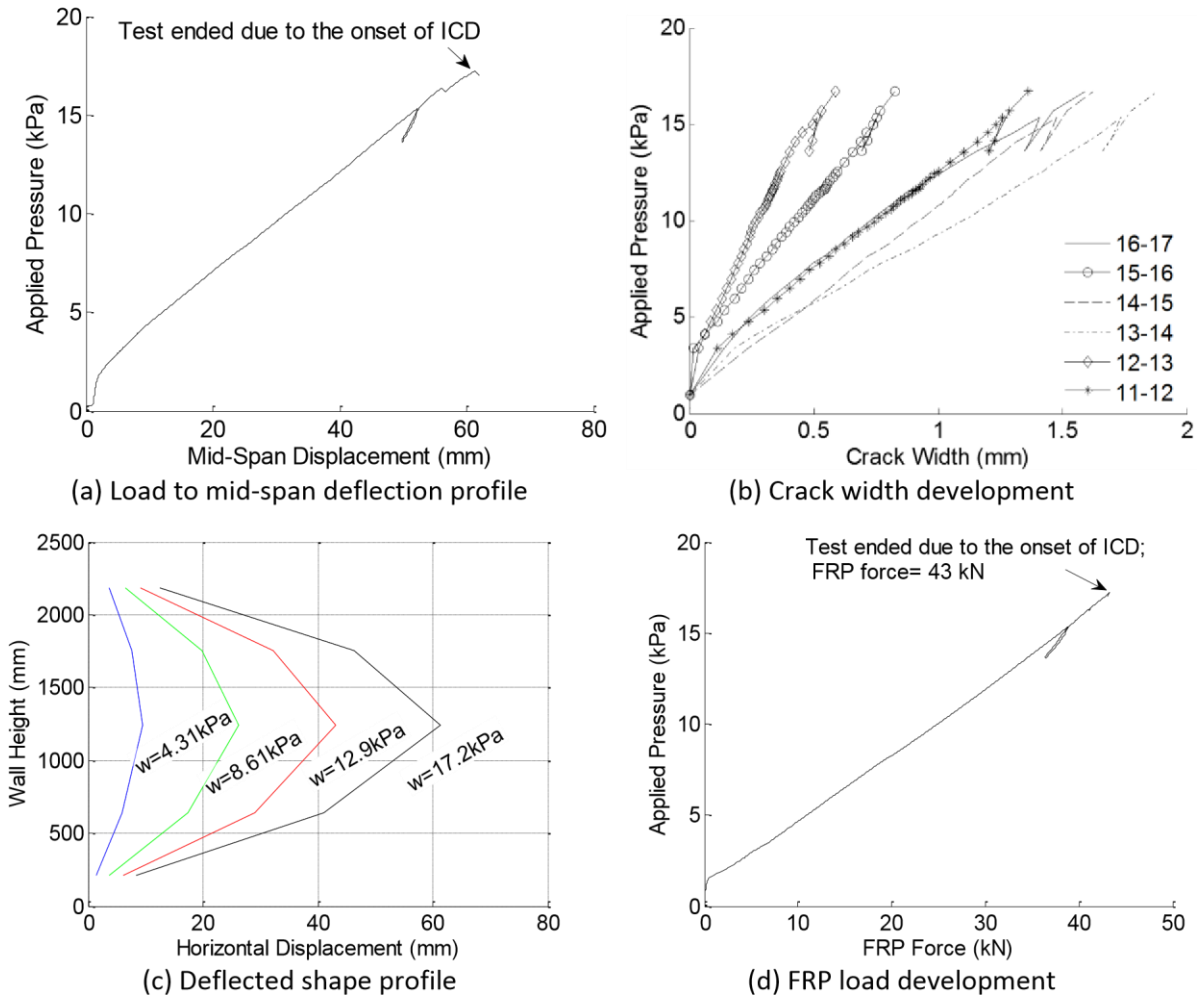 20
15
10
5
0
Applied Pressure (kPa)
Test ended due to the onset of ICD
0 20 40 60 80
Mid-Span Displacement (mm)
(a) Load to mid-span deflection profile
20
15
10
5
0
Applied Pressure (kPa)
16-17
15-16
14-15
13-14
12-13
11-12
0 0.5 1 1.5 2
Crack Width (mm)
(b) Crack width development
2500
2000
1500
1000
500
0
Wall Height (mm)
w=4.31kPa
w=8.61kPa
w=12.9kPa
w=17.2kPa
0 20 40 60 80
Horizontal Displacement (mm)
(c) Deflected shape profile
20
15
10
5
0
Applied Pressure (kPa)
Test ended due to the onset of ICD;
FRP force= 43 kN
0 10 20 30 40 50
FRP Force (kN)
(d) FRP load development